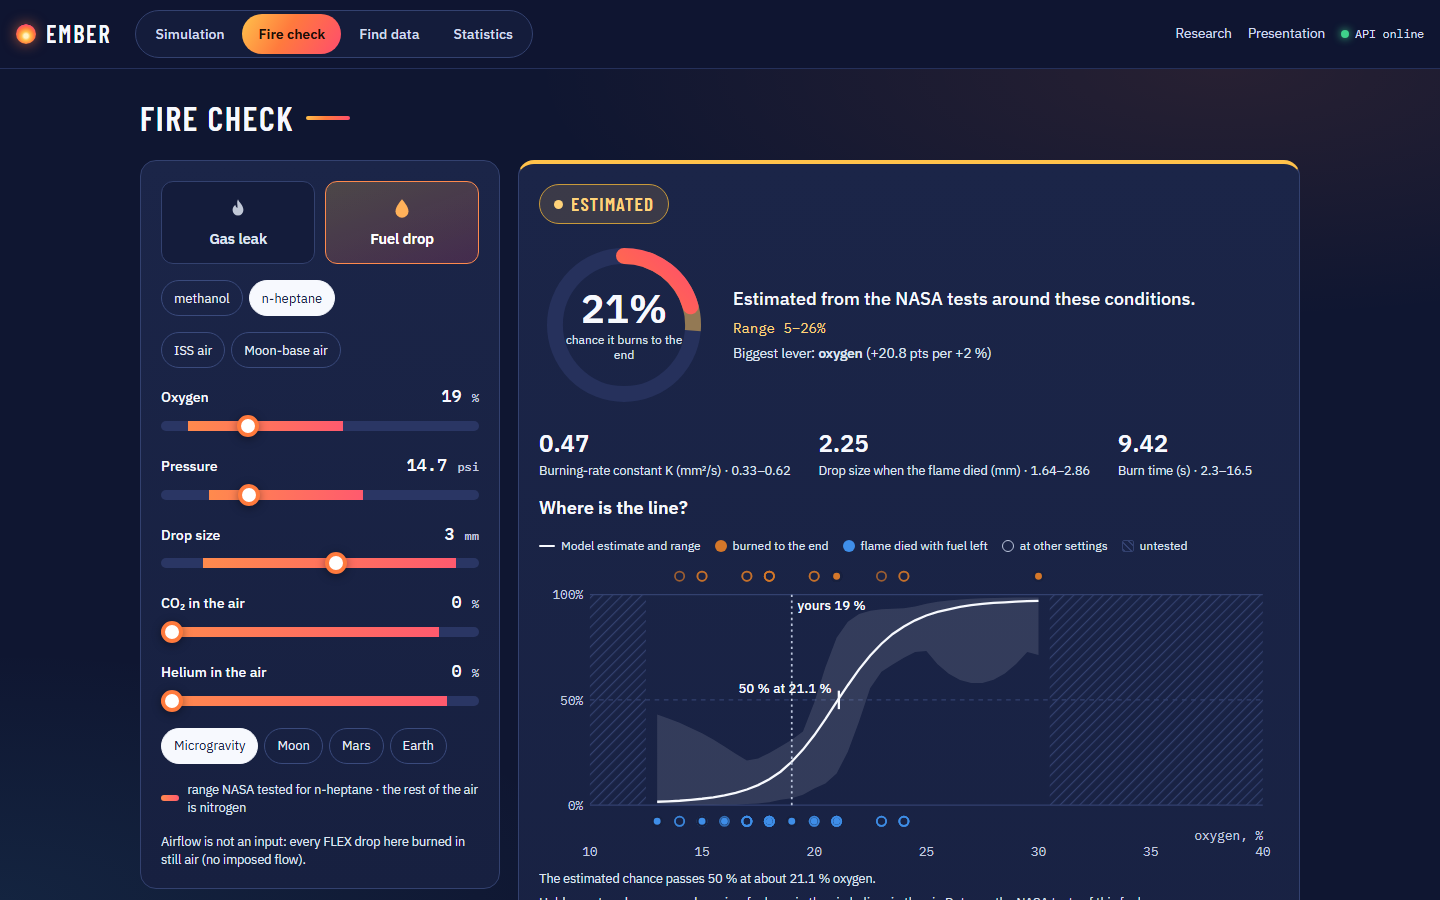 EMBER
Simulation
Fire check
Find data
Statistics
Research
Presentation
API online
FIRE CHECK
Gas leak
Fuel drop
methanol
n-heptane
ISS air
Moon-base air
Oxygen
19 %
Pressure
14.7 psi
Drop size
3 mm
CO₂ in the air
0 %
Helium in the air
0 %
Microgravity
Moon
Mars
Earth
range NASA tested for n-heptane · the rest of the air
is nitrogen
Airflow is not an input: every FLEX drop here burned in
still air (no imposed flow).
ESTIMATED
21%
chance it burns to the
end
Estimated from the NASA tests around these conditions.
Range 5–26%
Biggest lever: oxygen (+20.8 pts per +2 %)
0.47
Burning-rate constant K (mm²/s) · 0.33–0.62
2.25
Drop size when the flame died (mm) · 1.64–2.86
9.42
Burn time (s) · 2.3–16.5
Where is the line?
Model estimate and range
burned to the end
flame died with fuel left
at other settings
untested
100%
yours 19 %
50 % at 21.1 %
50%
0%
oxygen, %
10
15
20
25
30
35
40
The estimated chance passes 50 % at about 21.1 % oxygen.